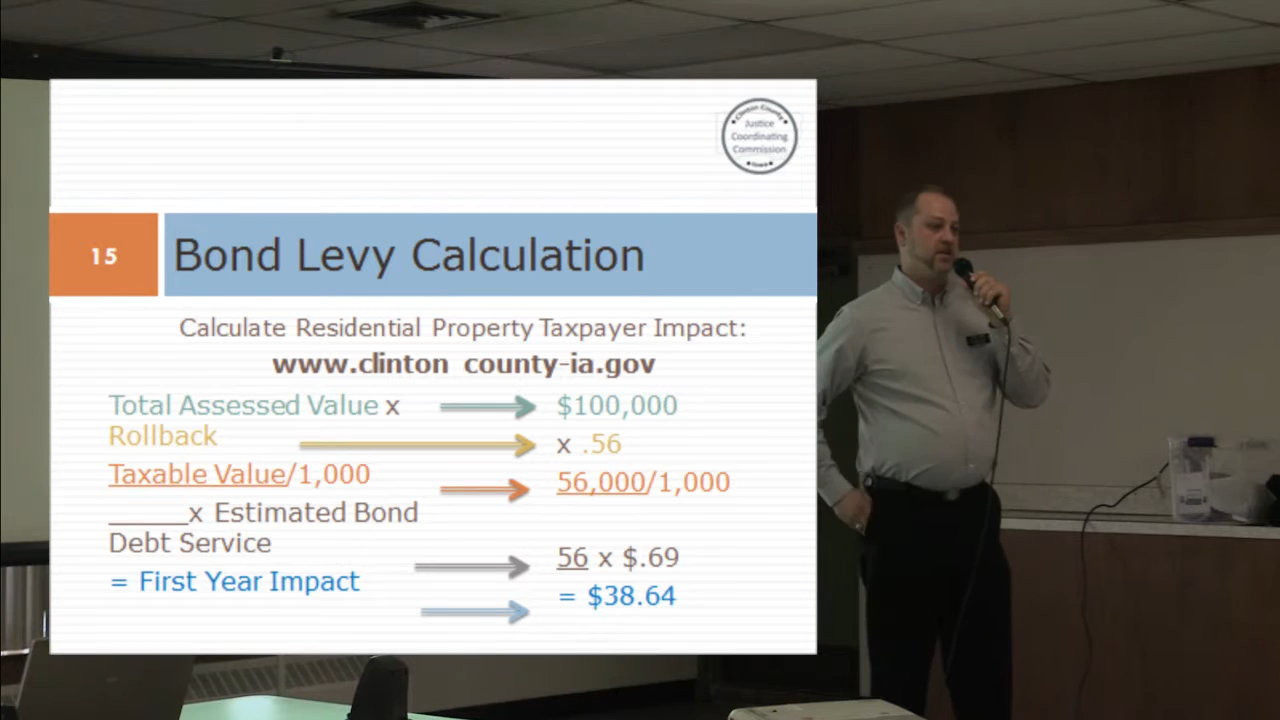 Clinton County
Justice
Coordinating
Commission
Iowa
15
Bond Levy Calculation
Calculate Residential Property Taxpayer Impact:
www.clinton county-ia.gov
Total Assessed Value x
$100,000
Rollback
x .56
Taxable Value/1,000
56,000/1,000
______x Estimated Bond
Debt Service
56 x $.69
= First Year Impact
= $38.64